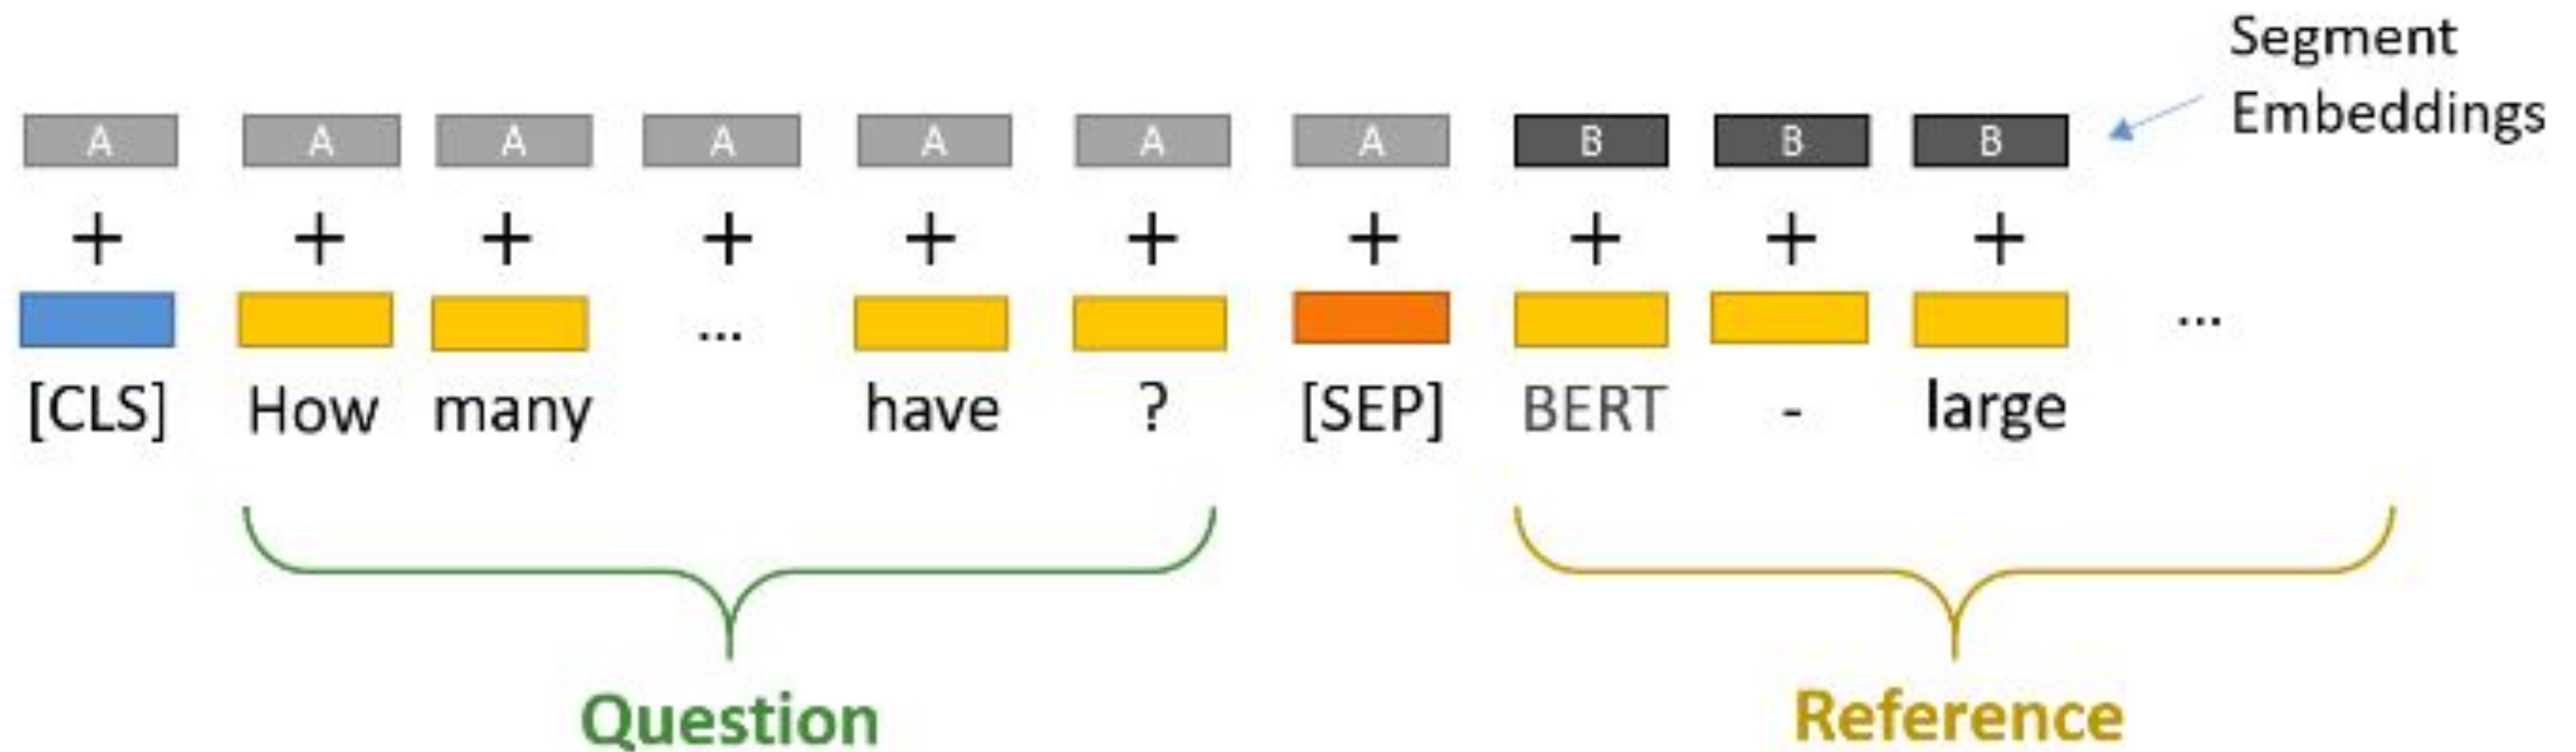 Segment
Embeddings
A A A A A A A B B B
+ + + + + + + + + +
... ...
[CLS] How many have ? [SEP] BERT - large
Question Reference